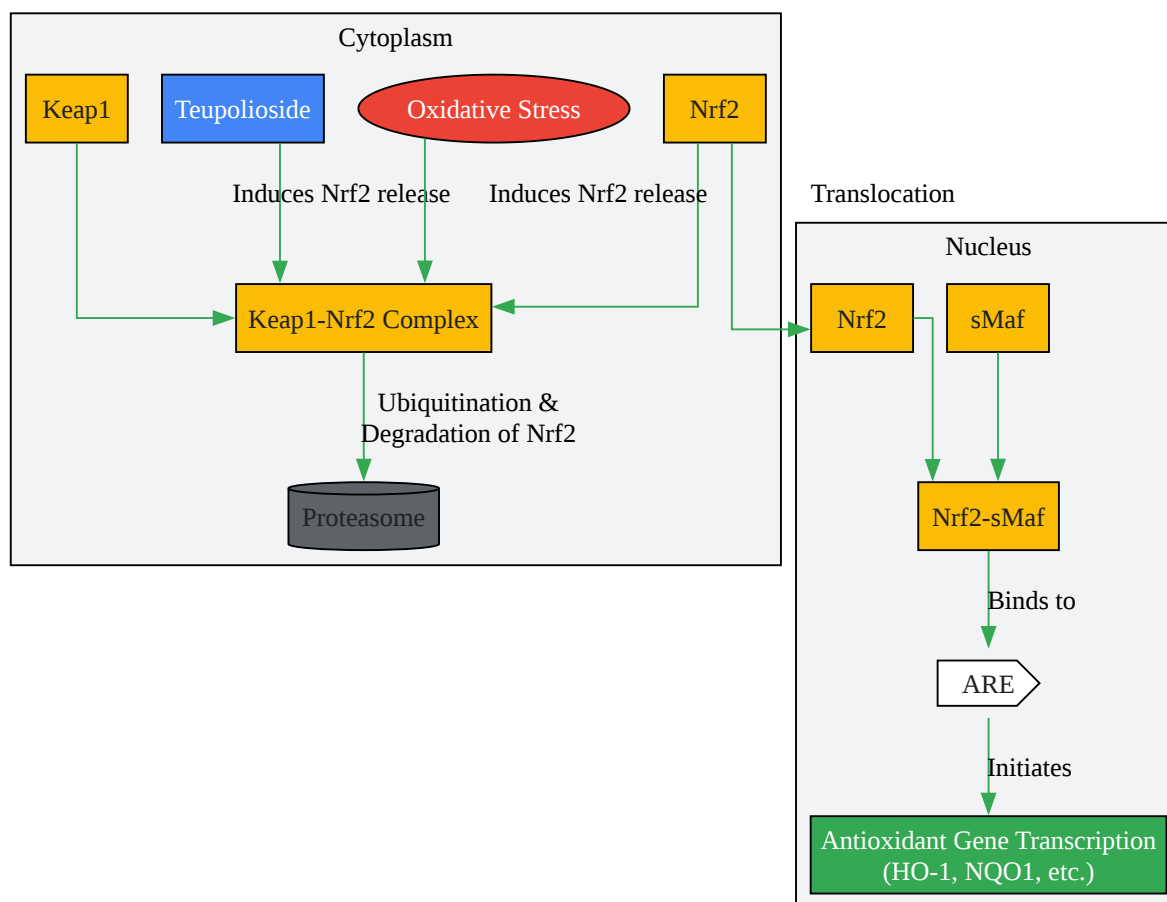 Cytoplasm
Keap1
Teupolioside
Oxidative Stress
Nrf2
Induces Nrf2 release
Induces Nrf2 release
Translocation
Keap1-Nrf2 Complex
Ubiquitination &
Degradation of Nrf2
Proteasome
Nucleus
Nrf2
sMaf
Nrf2-sMaf
Binds to
ARE
Initiates
Antioxidant Gene Transcription
(HO-1, NQO1, etc.)